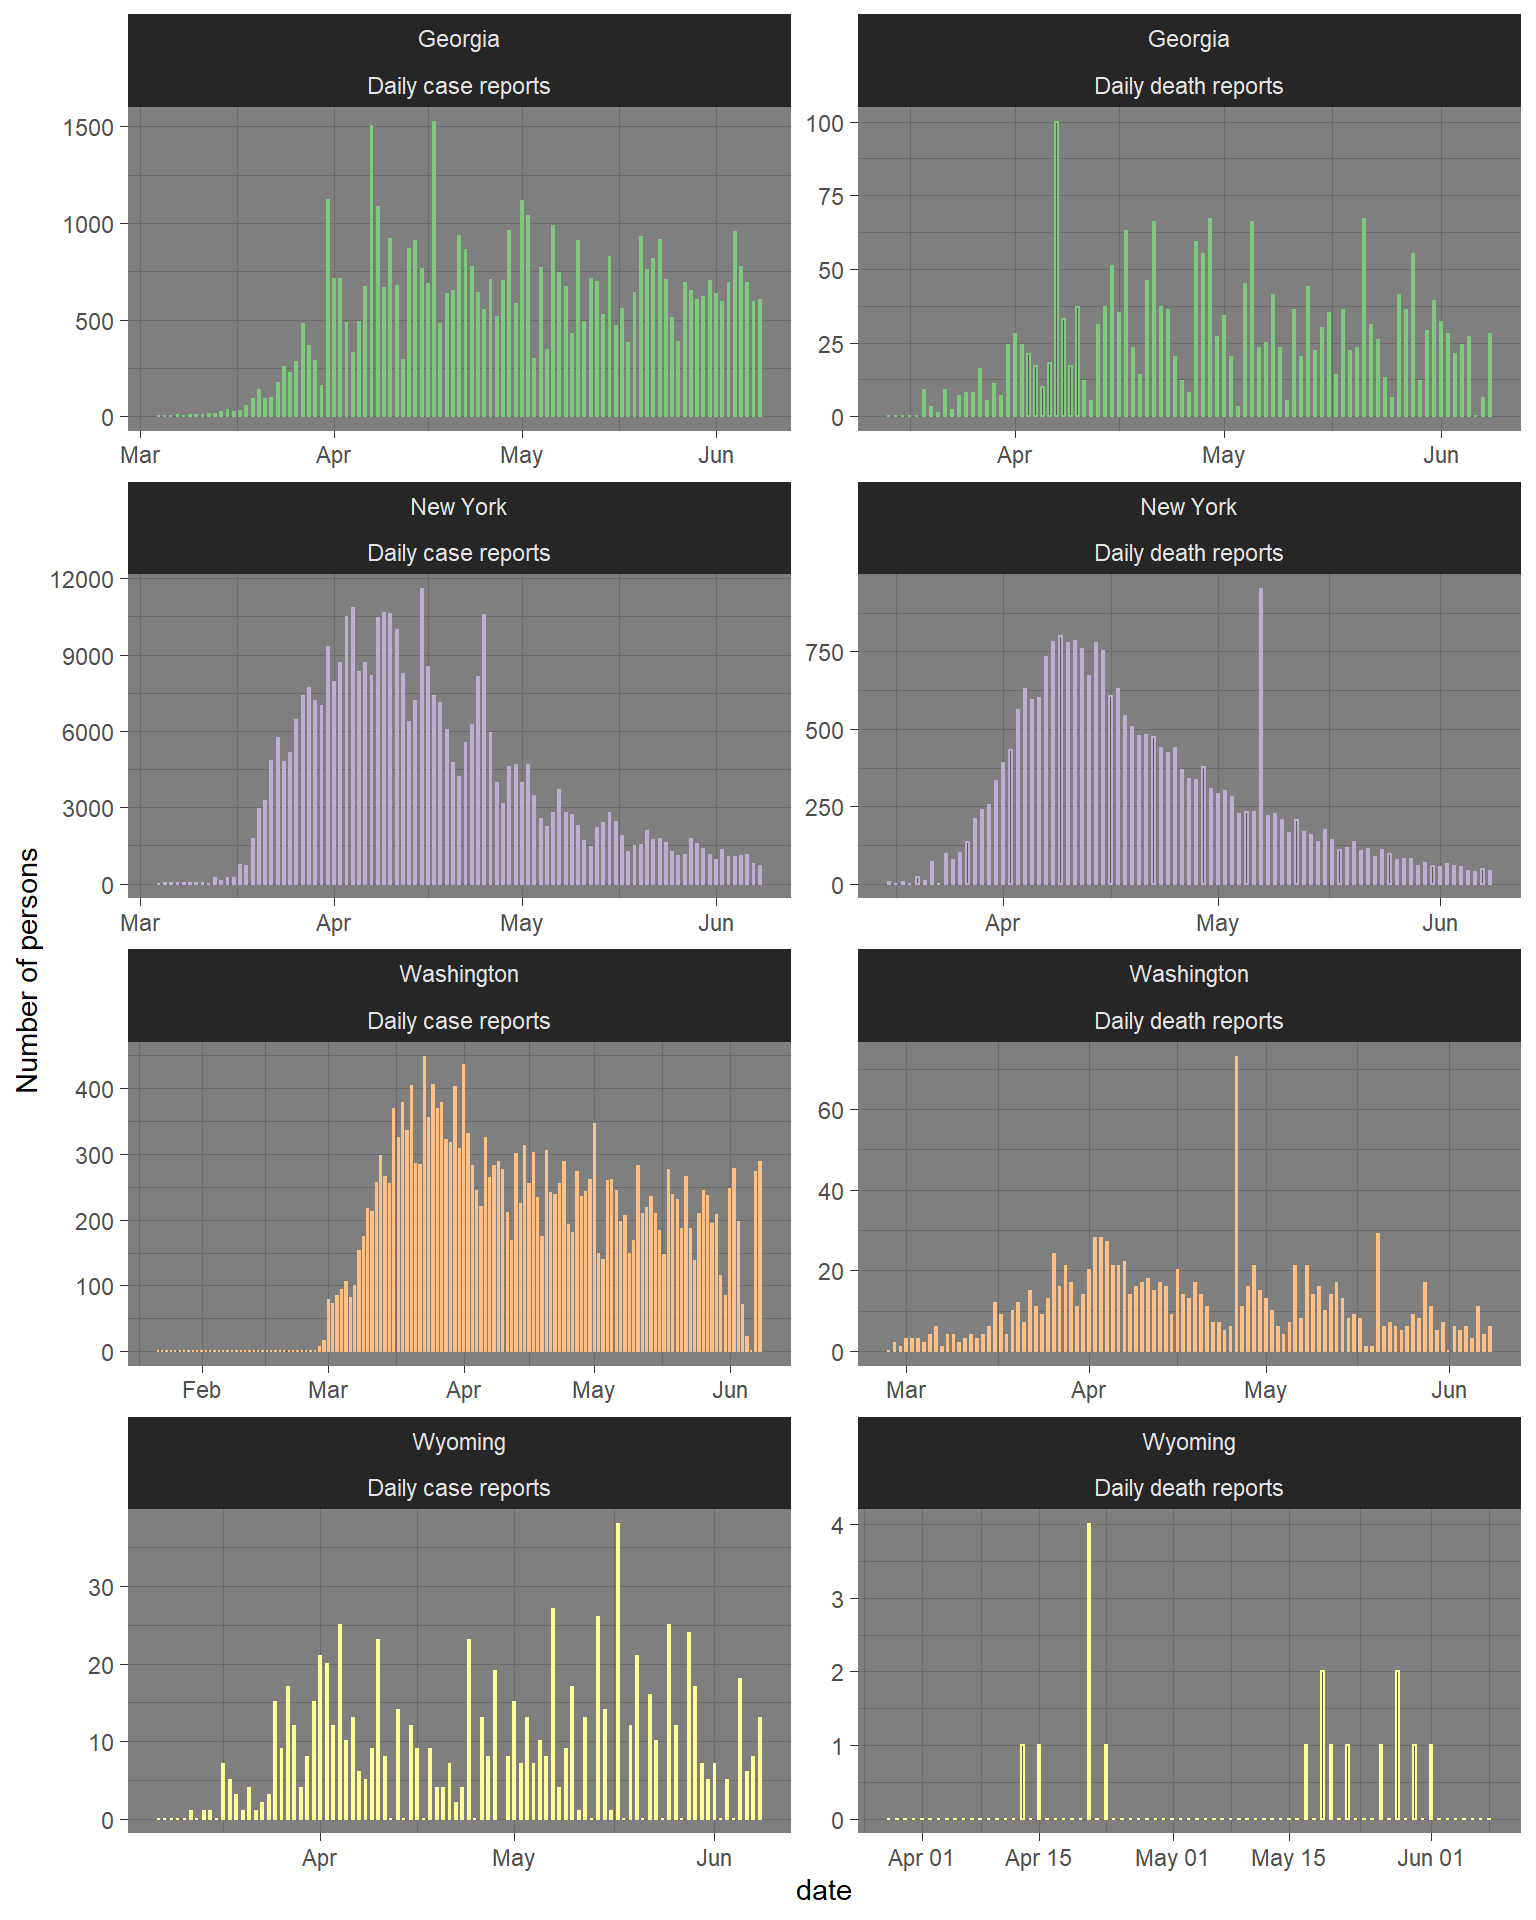 Georgia
Daily case reports
1500
1000
500
0
Mar Apr May Jun
Georgia
Daily death reports
100
75
50
25
0
Apr May Jun
New York
Daily case reports
12000
9000
6000
3000
0
Mar Apr May Jun
New York
Daily death reports
750
500
250
0
Apr May Jun
Number of persons
Washington
Daily case reports
400
300
200
100
0
Feb Mar Apr May Jun
Washington
Daily death reports
60
40
20
0
Mar Apr May Jun
Wyoming
Daily case reports
30
20
10
0
Apr May Jun
Wyoming
Daily death reports
4
3
2
1
0
Apr 01 Apr 15 May 01 May 15 Jun 01
date